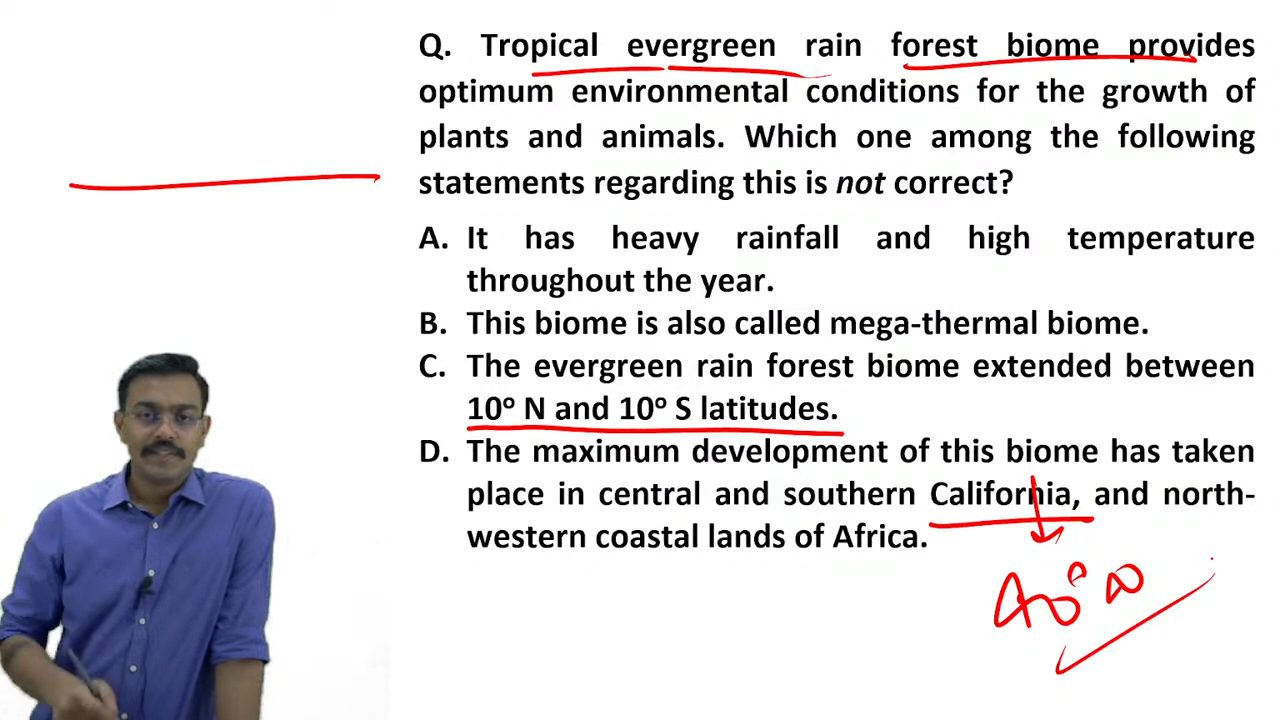 Q. Tropical evergreen rain forest biome provides
optimum environmental conditions for the growth of
plants and animals. Which one among the following
statements regarding this is not correct?
A. It has heavy rainfall and high temperature
throughout the year.
B. This biome is also called mega-thermal biome.
C. The evergreen rain forest biome extended between
10° N and 10° S latitudes.
D. The maximum development of this biome has taken
place in central and southern California, and north-
western coastal lands of Africa.
40° N